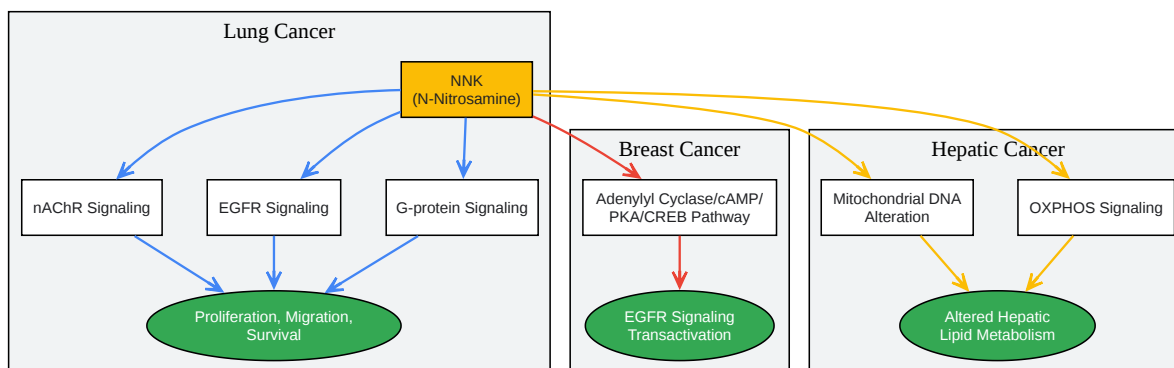 Lung Cancer
NNK
(N-Nitrosamine)
Breast Cancer
Hepatic Cancer
nAChR Signaling
EGFR Signaling
G-protein Signaling
Adenylyl Cyclase/cAMP/
PKA/CREB Pathway
Mitochondrial DNA
Alteration
OXPHOS Signaling
Proliferation, Migration,
Survival
EGFR Signaling
Transactivation
Altered Hepatic
Lipid Metabolism